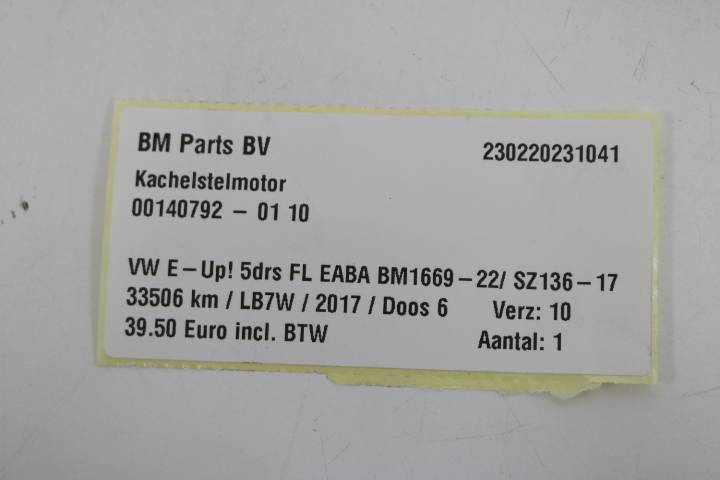 BM Parts BV 230220231041
Kachelstelmotor
00140792 - 01 10
VW E-Up! 5drs FL EABA BM1669-22/ SZ136-17
33506 km / LB7W / 2017 / Doos 6 Verz: 10
39.50 Euro incl. BTW Aantal: 1